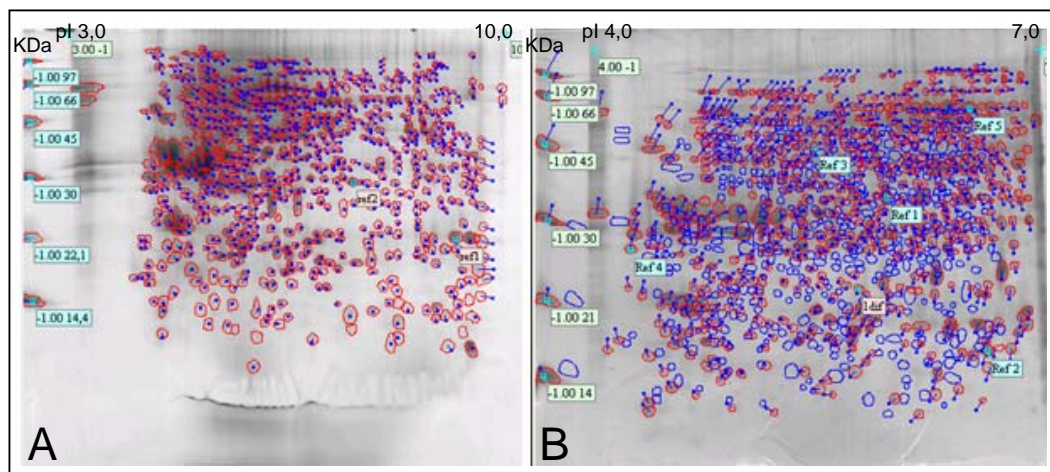 KDa pI 3,0 10,0
3.00 -1
10
-1.00 97
-1.00 66
-1.00 45
-1.00 30
-1.00 22,1
-1.00 14,4
ref2
ref1
A
KDa pI 4,0 7,0
4.00 -1
-1.00 97
-1.00 66
-1.00 45
-1.00 30
-1.00 21
-1.00 14
Ref 5
Ref 3
Ref 1
Ref 4
1dif
Ref 2
B